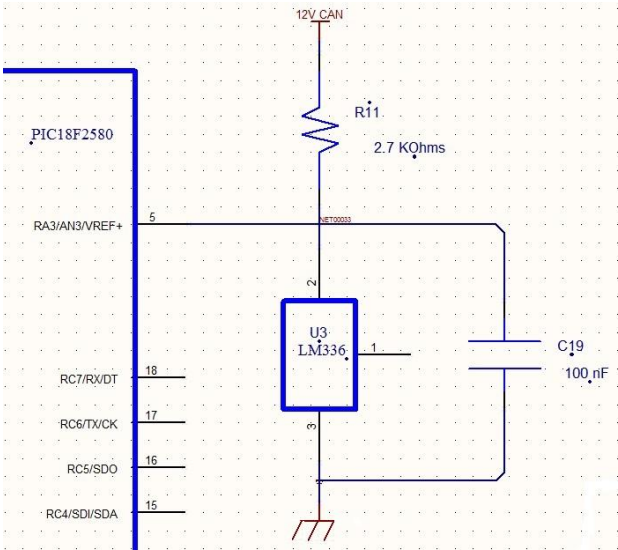 12V CAN
R11
PIC18F2580
2.7 KOhms
RA3/AN3/VREF+
5
NET00033
2
U3
LM336
1
C19
100 nF
RC7/RX/DT
18
RC6/TX/CK
17
3
RC5/SDO
16
RC4/SDI/SDA
15